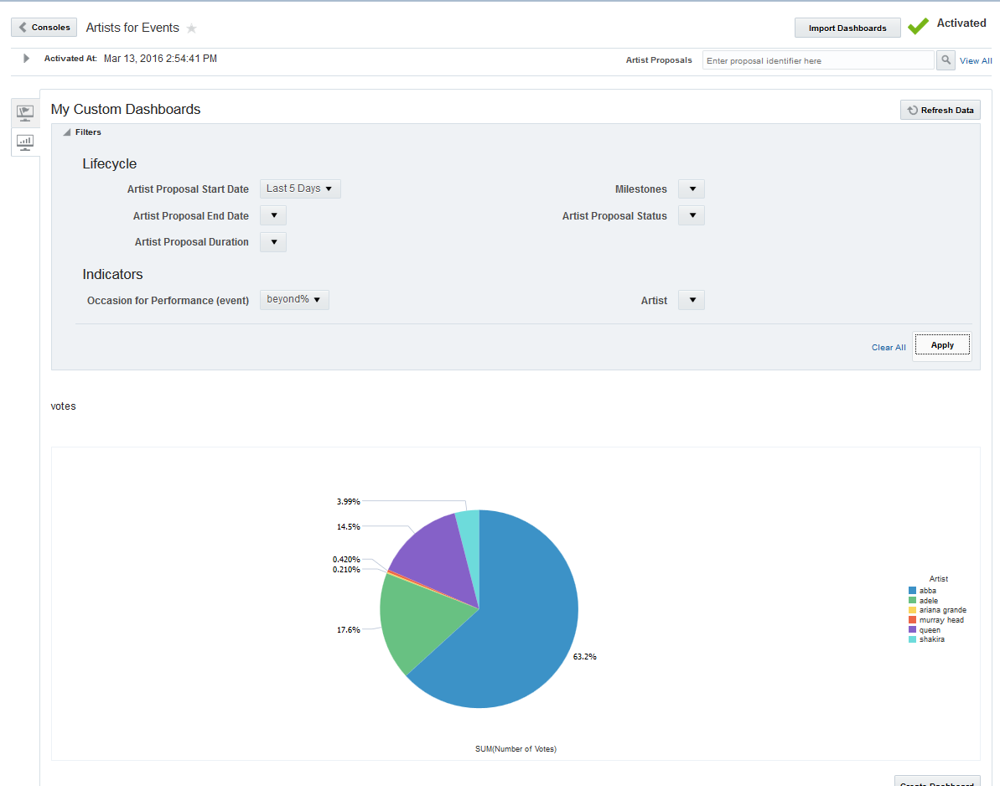 Consoles
Artists for Events
Import Dashboards
Activated
Activated At: Mar 13, 2016 2:54:41 PM
Artist Proposals
Enter proposal identifier here
View All
My Custom Dashboards
Refresh Data
Filters
Lifecycle
Artist Proposal Start Date Last 5 Days
Milestones
Artist Proposal End Date
Artist Proposal Status
Artist Proposal Duration
Indicators
Occasion for Performance (event) beyond%
Artist
Clear All
Apply
votes
3.99%
14.5%
0.420%
0.210%
17.6%
63.2%
Artist
abba
adele
ariana grande
murray head
queen
shakira
SUM(Number of Votes)
Create Dashboard